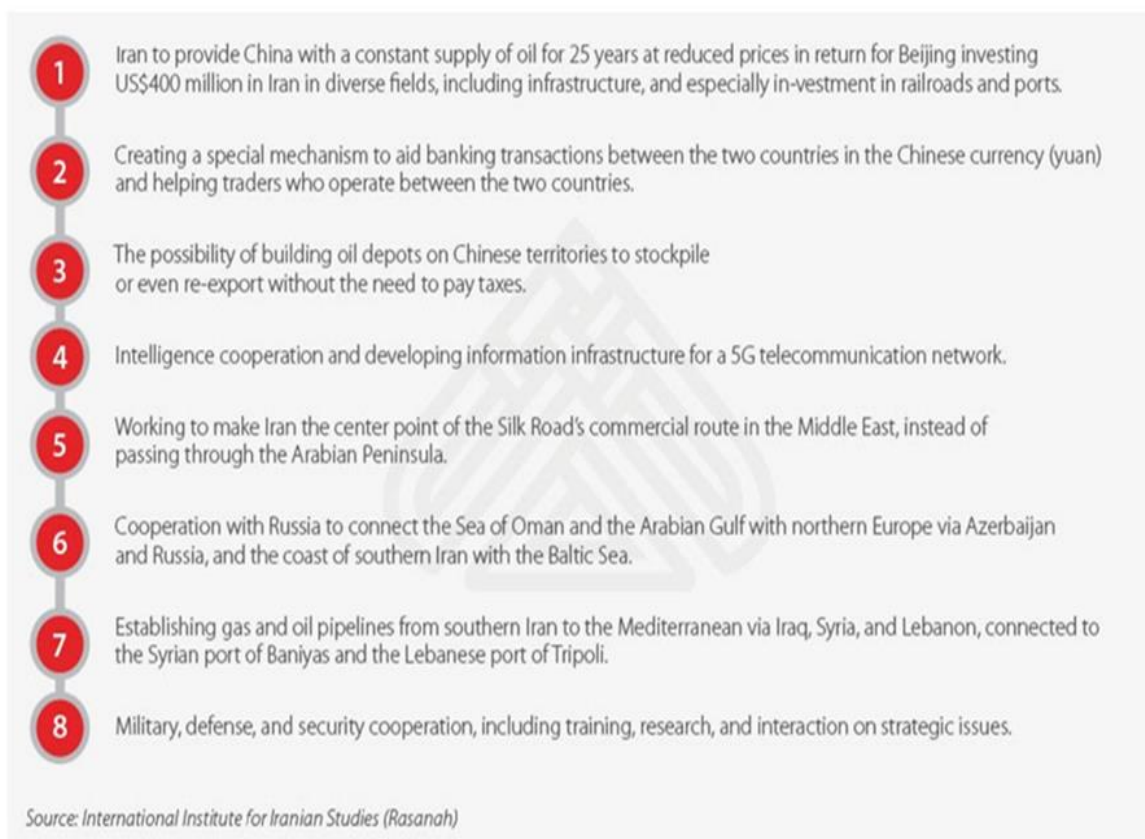 1
Iran to provide China with a constant supply of oil for 25 years at reduced prices in return for Beijing investing
US$400 million in Iran in diverse fields, including infrastructure, and especially in-vestment in railroads and ports.
2
Creating a special mechanism to aid banking transactions between the two countries in the Chinese currency (yuan)
and helping traders who operate between the two countries.
3
The possibility of building oil depots on Chinese territories to stockpile
or even re-export without the need to pay taxes.
4
Intelligence cooperation and developing information infrastructure for a 5G telecommunication network.
5
Working to make Iran the center point of the Silk Road's commercial route in the Middle East, instead of
passing through the Arabian Peninsula.
6
Cooperation with Russia to connect the Sea of Oman and the Arabian Gulf with northern Europe via Azerbaijan
and Russia, and the coast of southern Iran with the Baltic Sea.
7
Establishing gas and oil pipelines from southern Iran to the Mediterranean via Iraq, Syria, and Lebanon, connected to
the Syrian port of Baniyas and the Lebanese port of Tripoli.
8
Military, defense, and security cooperation, including training, research, and interaction on strategic issues.
Source: International Institute for Iranian Studies (Rasanah)